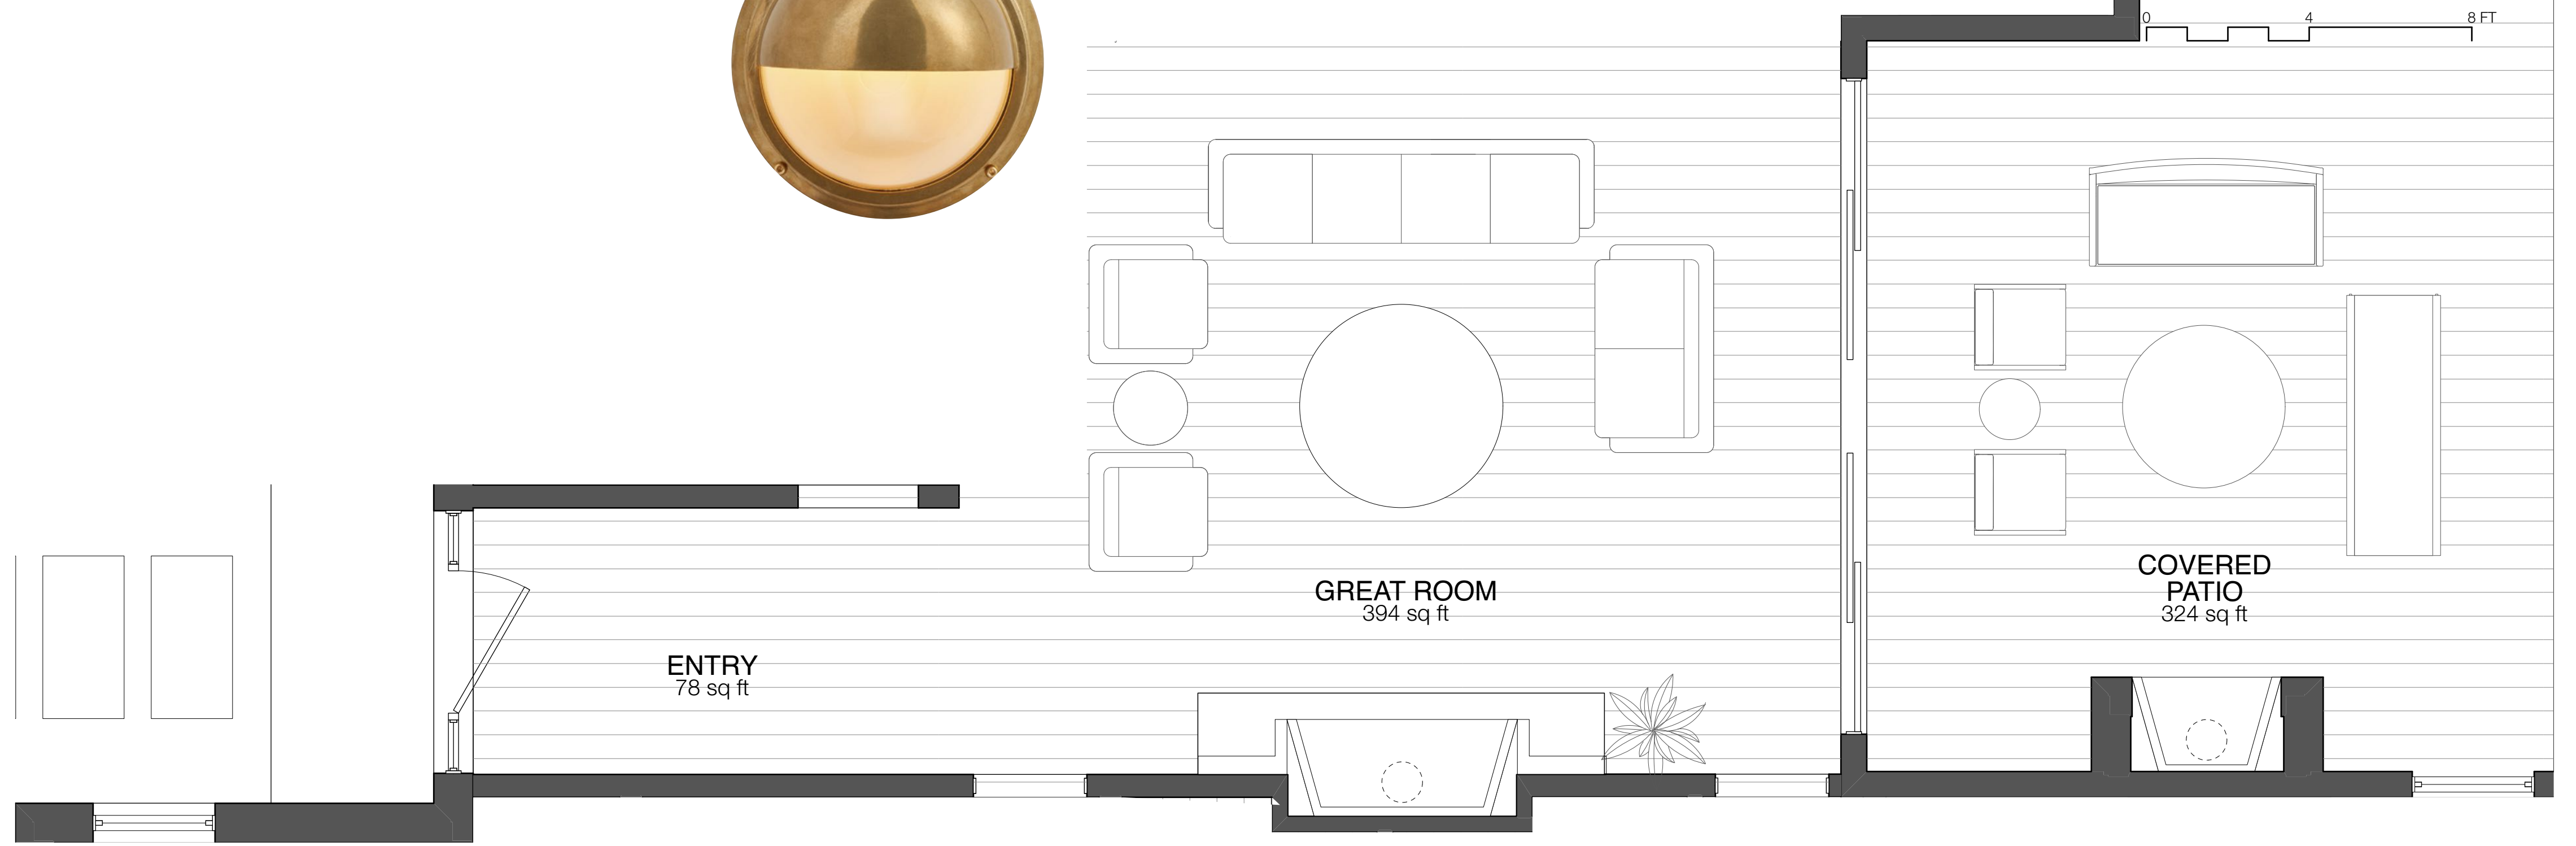 0 4 8 FT
GREAT ROOM
394 sq ft
COVERED
PATIO
324 sq ft
ENTRY
78 sq ft